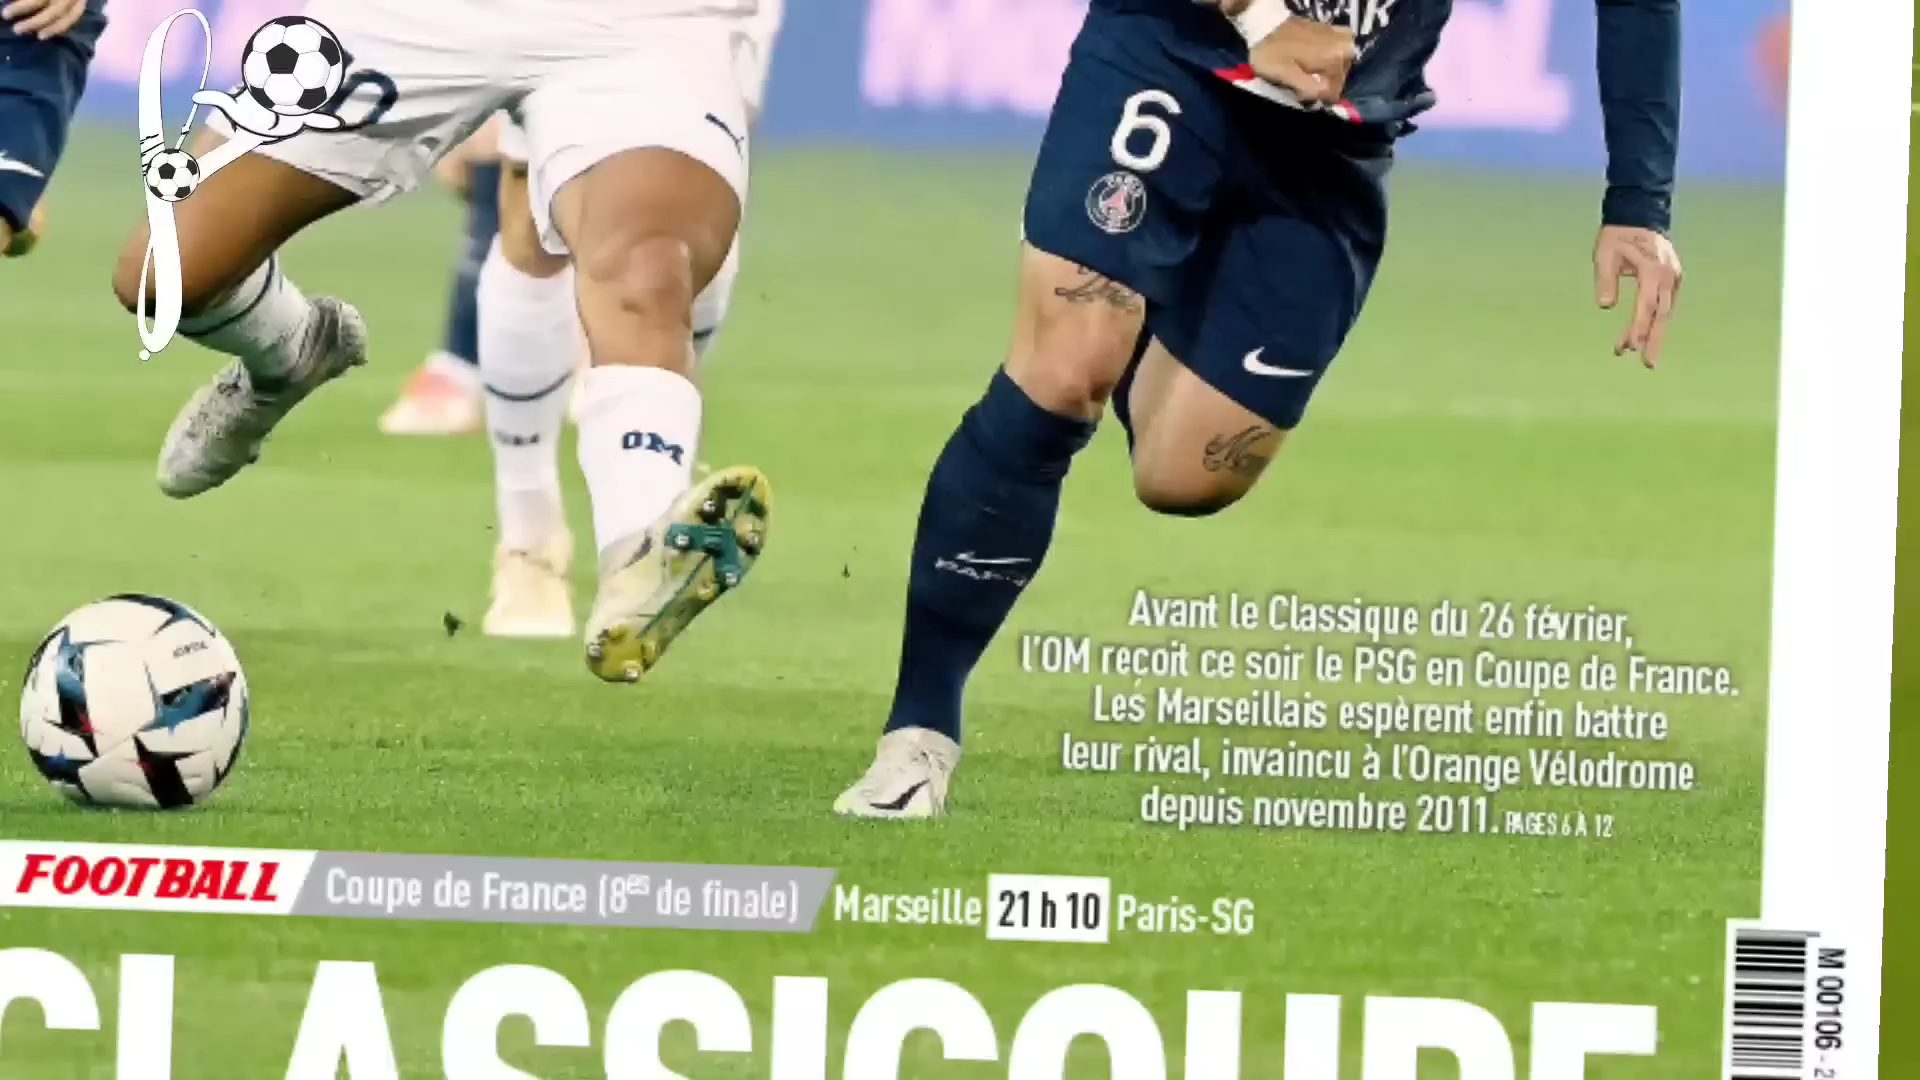 6
PARIS
OM
Avant le Classique du 26 février,
l'OM reçoit ce soir le PSG en Coupe de France.
Les Marseillais espèrent enfin battre
leur rival, invaincu à l'Orange Vélodrome
depuis novembre 2011. PAGES 6 À 12
FOOTBALL Coupe de France (8es de finale) Marseille 21 h 10 Paris-SG
CLASSICOUPE
M 00106 - 2